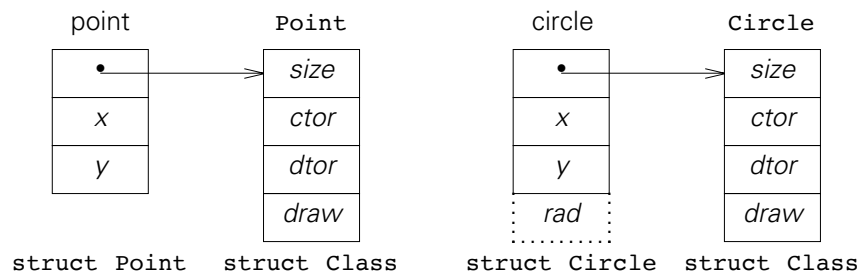 point Point circle Circle
size size
x ctor x ctor
y dtor y dtor
draw rad draw
struct Point struct Class struct Circle struct Class